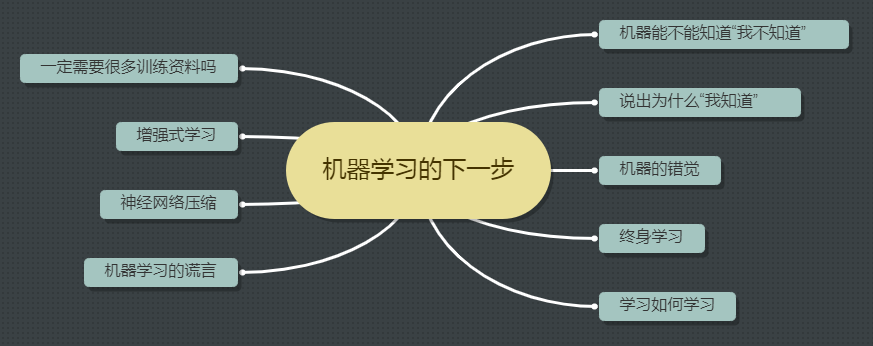 机器学习的下一步
机器能不能知道“我不知道”
说出为什么“我知道”
机器的错觉
终身学习
学习如何学习
一定需要很多训练资料吗
增强式学习
神经网络压缩
机器学习的谎言